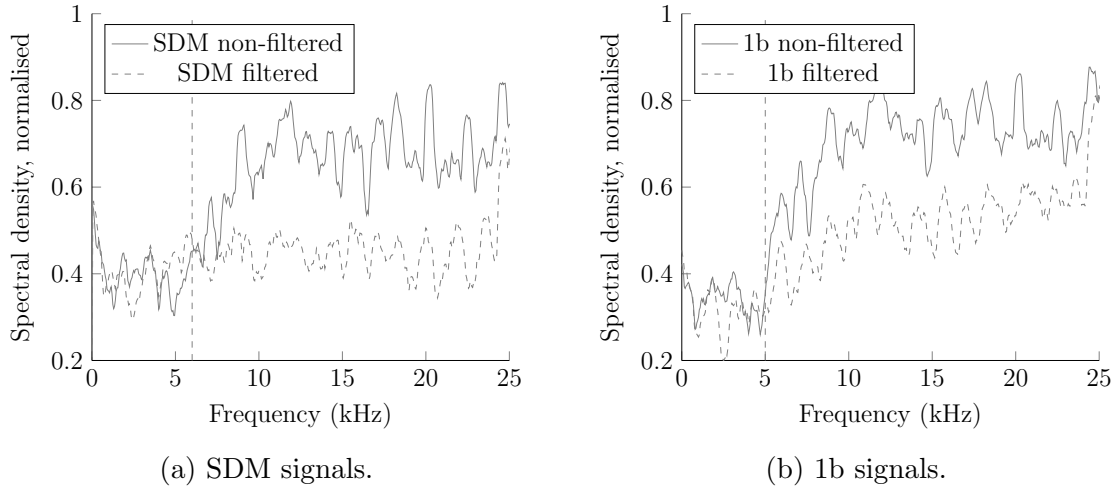 1
0.8
0.6
0.4
0.2
0
5
10
15
20
25
Spectral density, normalised
Frequency (kHz)
SDM non-filtered
SDM filtered
(a) SDM signals.
1
0.8
0.6
0.4
0.2
0
5
10
15
20
25
Spectral density, normalised
Frequency (kHz)
1b non-filtered
1b filtered
(b) 1b signals.